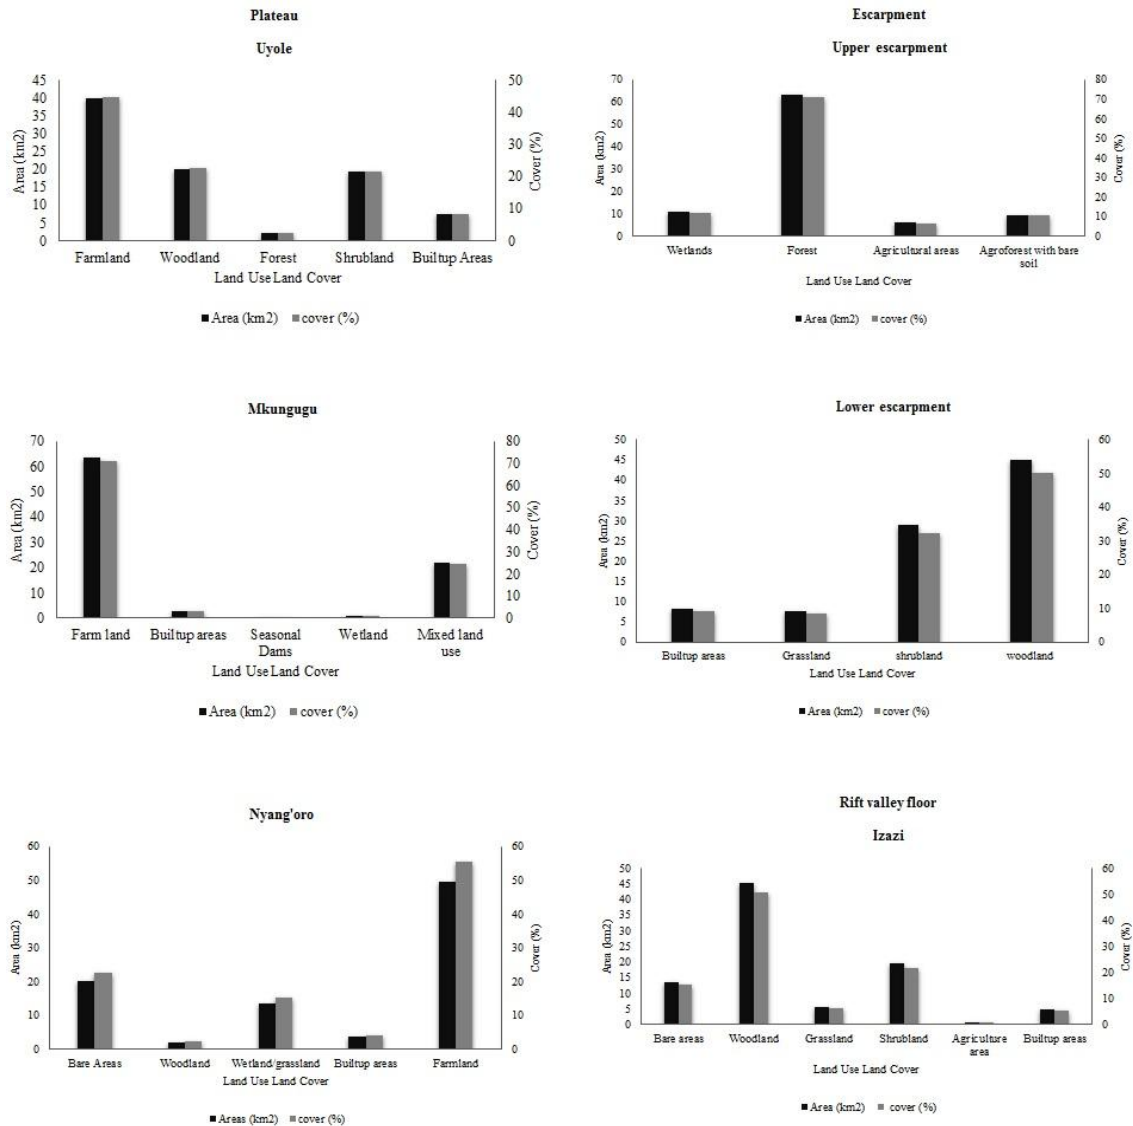 Plateau
Uyole
45
40
35
30
25
20
15
10
5
0
Area (km2)
50
40
30
20
10
0
Cover (%)
Farmland Woodland Forest Shrubland Builtup Areas
Land Use Land Cover
Area (km2) cover (%)
Escarpment
Upper escarpment
70
60
50
40
30
20
10
0
Area (km2)
80
70
60
50
40
30
20
10
0
Cover (%)
Wetlands Forest Agricultural areas Agroforest with bare
soil
Land Use Land Cover
Area (km2) cover (%)
Mkungugu
70
60
50
40
30
20
10
0
Area (km2)
80
70
60
50
40
30
20
10
0
Cover (%)
Farm land Builtup areas Seasonal Wetland Mixed land
Dams use
Land Use Land Cover
Area (km2) cover (%)
Lower escarpment
50
45
40
35
30
25
20
15
10
5
0
Area (km2)
60
50
40
30
20
10
0
Cover (%)
Builtup areas Grassland shrubland woodland
Land Use Land Cover
Area (km2) cover (%)
Nyang'oro
60
50
40
30
20
10
0
Area (km2)
60
50
40
30
20
10
0
Cover (%)
Bare Areas Woodland Wetland/grassland Builtup areas Farmland
Land Use Land Cover
Areas (km2) cover (%)
Rift valley floor
Izazi
50
45
40
35
30
25
20
15
10
5
0
Area (km2)
60
50
40
30
20
10
0
Cover (%)
Bare areas Woodland Grassland Shrubland Agriculture Builtup areas
area
Land Use Land Cover
Area (km2) cover (%)